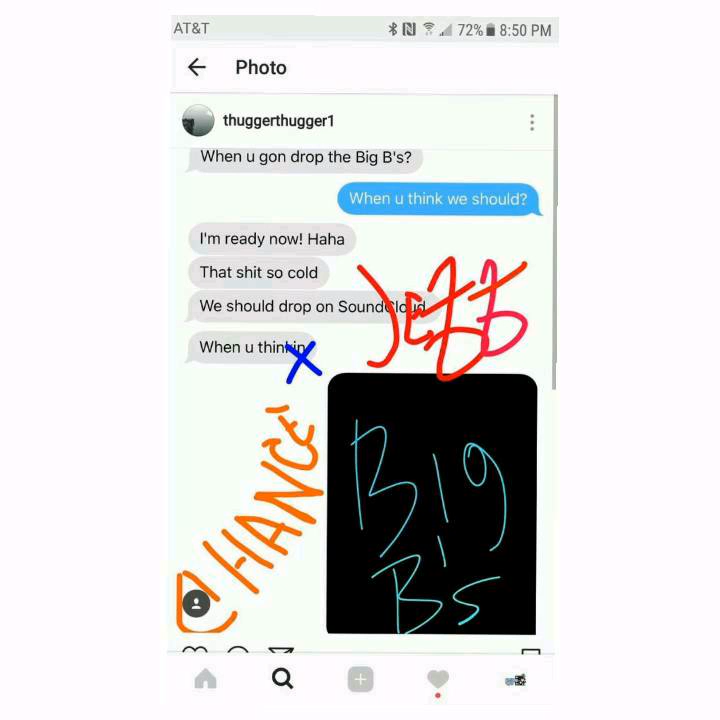 AT&T 72% 8:50 PM
Photo
thuggerthugger1
When u gon drop the Big B's?
When u think we should?
I'm ready now! Haha
That shit so cold
We should drop on SoundCloud
When u thinkin
X
CHANCE
Big
B's